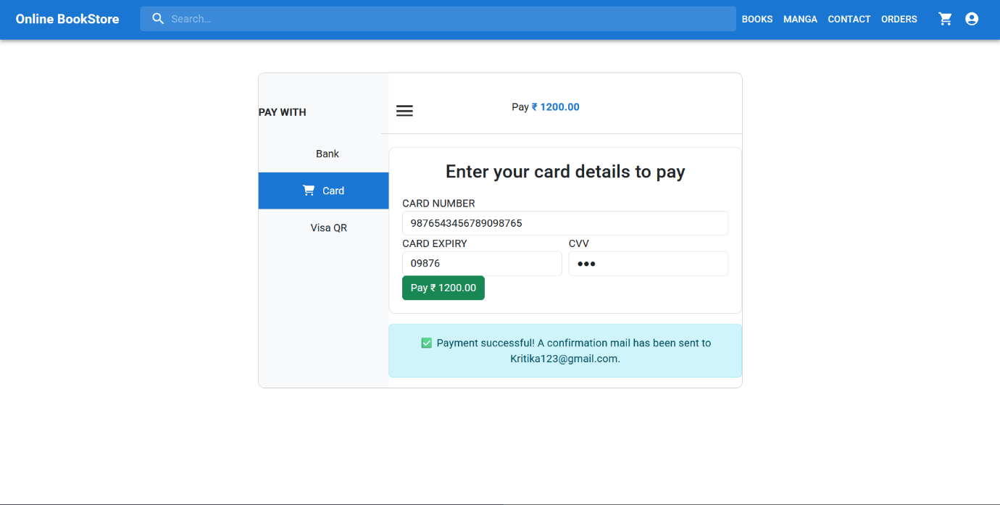 Online BookStore
Search...
BOOKS MANGA CONTACT ORDERS
PAY WITH
Bank
Card
Visa QR
Pay ₹ 1200.00
Enter your card details to pay
CARD NUMBER
9876543456789098765
CARD EXPIRY CVV
09876 •••
Pay ₹ 1200.00
✅ Payment successful! A confirmation mail has been sent to
Kritika123@gmail.com.